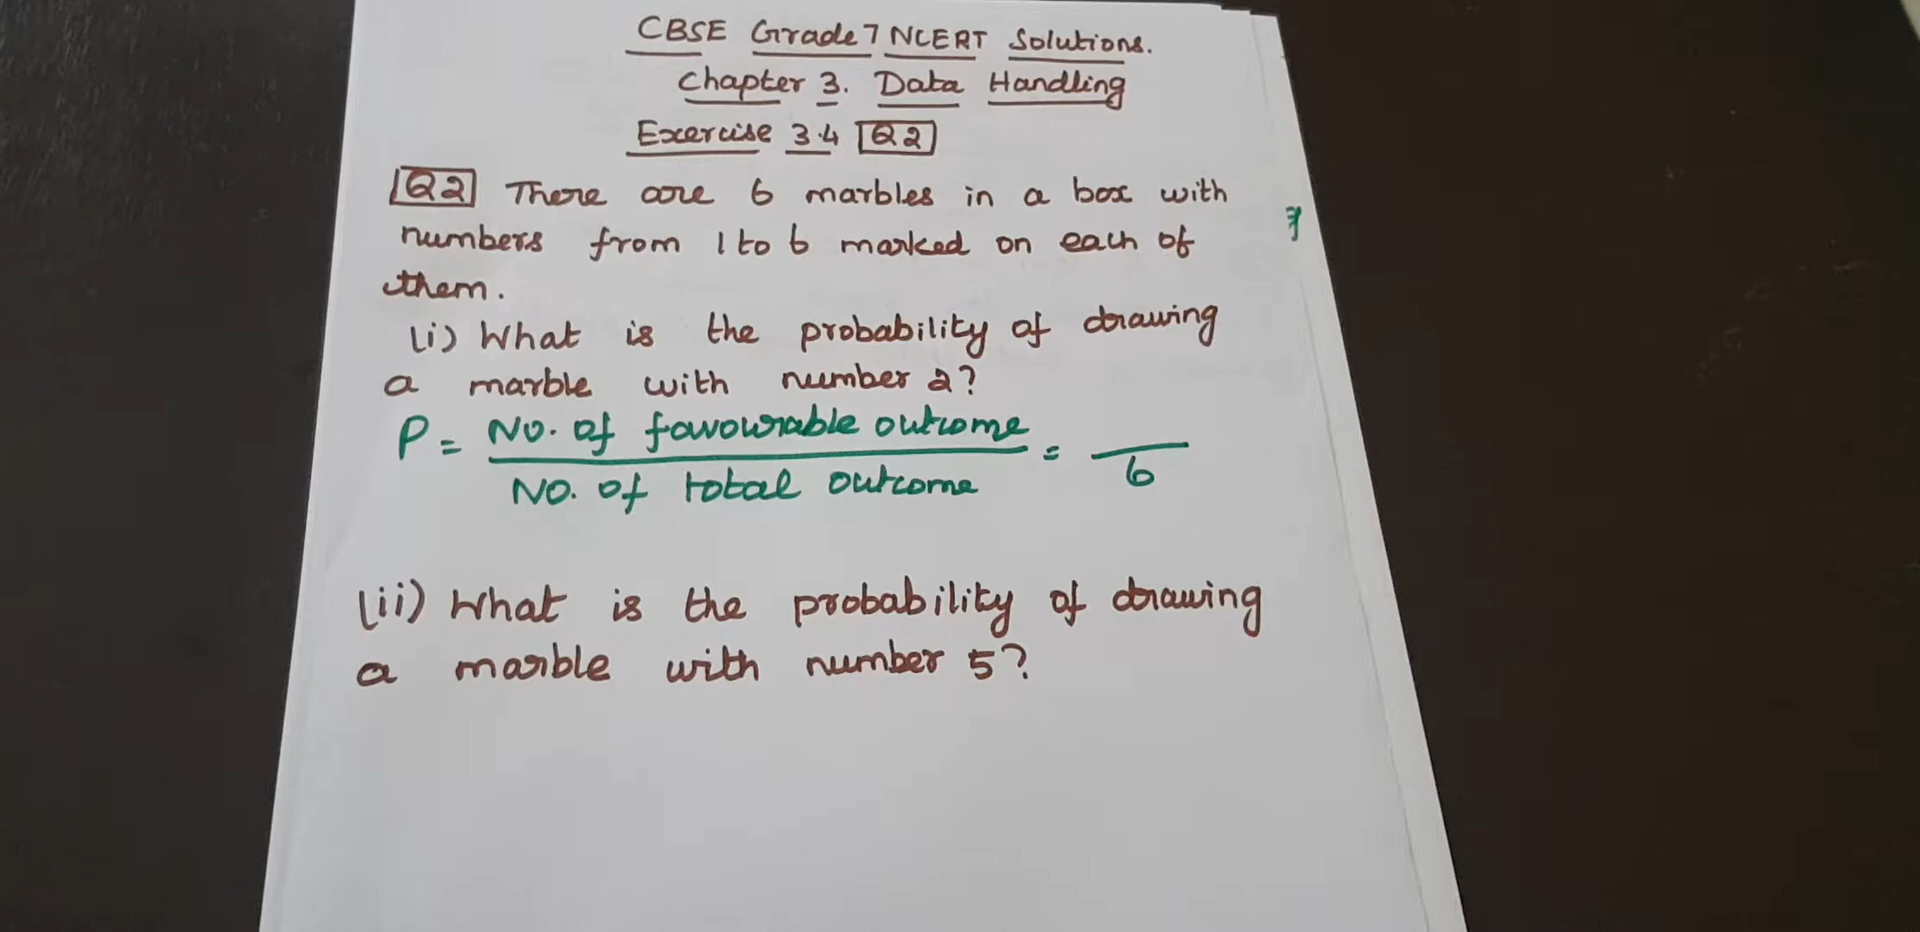 CBSE Grade 7 NCERT Solutions.
Chapter 3. Data Handling
Exercise 3.4 Q2
Q2 There are 6 marbles in a box with
numbers from 1 to 6 marked on each of
them.
(i) What is the probability of drawing
a marble with number 2?
P = No. of favourable outcome = 
No. of total outcome 6
(ii) What is the probability of drawing
a marble with number 5?